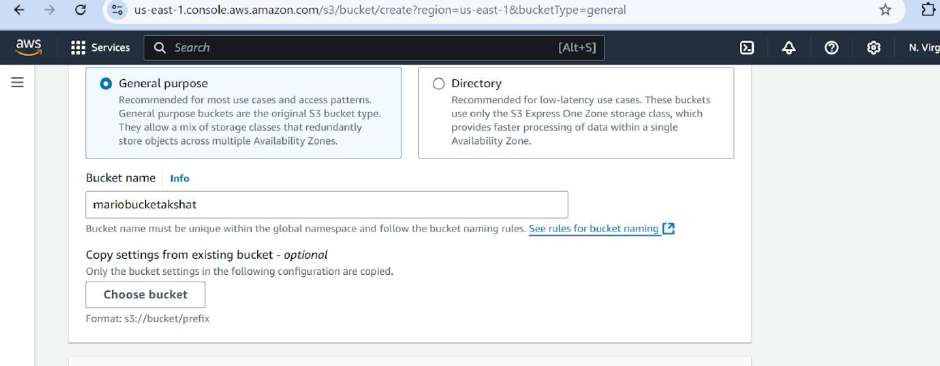 us-east-1.console.aws.amazon.com/s3/bucket/create?region=us-east-1&bucketType=general
aws Services Search [Alt+S] N. Virg
General purpose
Recommended for most use cases and access patterns.
General purpose buckets are the original S3 bucket type.
They allow a mix of storage classes that redundantly
store objects across multiple Availability Zones.
Directory
Recommended for low-latency use cases. These buckets
use only the S3 Express One Zone storage class, which
provides faster processing of data within a single
Availability Zone.
Bucket name Info
mariobucketakshat
Bucket name must be unique within the global namespace and follow the bucket naming rules. See rules for bucket naming
Copy settings from existing bucket - optional
Only the bucket settings in the following configuration are copied.
Choose bucket
Format: s3://bucket/prefix